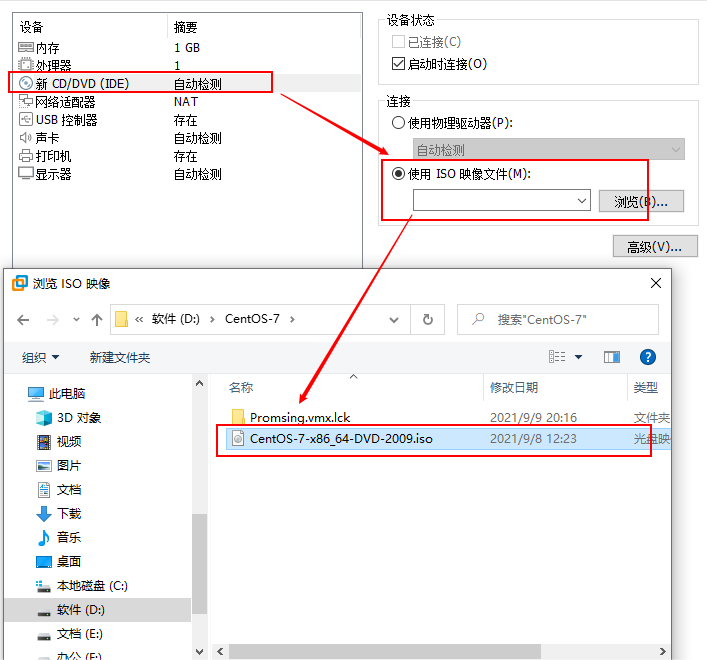 设备 摘要
内存 1 GB
处理器 1
新 CD/DVD (IDE) 自动检测
网络适配器 NAT
USB 控制器 存在
声卡 自动检测
打印机 存在
显示器 自动检测
设备状态
已连接(C)
启动时连接(O)
连接
使用物理驱动器(P):
自动检测
使用 ISO 映像文件(M):
浏览(B)...
高级(V)...
浏览 ISO 映像
« 软件 (D:) › CentOS-7 ›
搜索"CentOS-7"
组织 新建文件夹
此电脑
3D 对象
视频
图片
文档
下载
音乐
桌面
本地磁盘 (C:)
软件 (D:)
文档 (E:)
办公 (F:)
名称 修改日期 类型
Promsing.vmx.lck 2021/9/9 20:16 文件夹
CentOS-7-x86_64-DVD-2009.iso 2021/9/8 12:23 光盘映